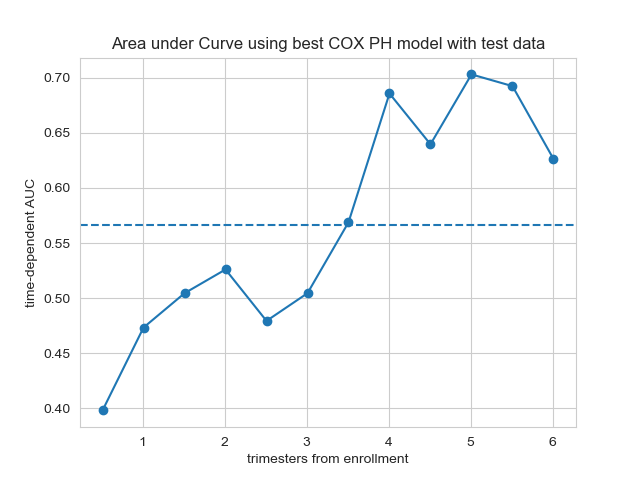 Area under Curve using best COX PH model with test data
time-dependent AUC
0.70
0.65
0.60
0.55
0.50
0.45
0.40
1 2 3 4 5 6
trimesters from enrollment